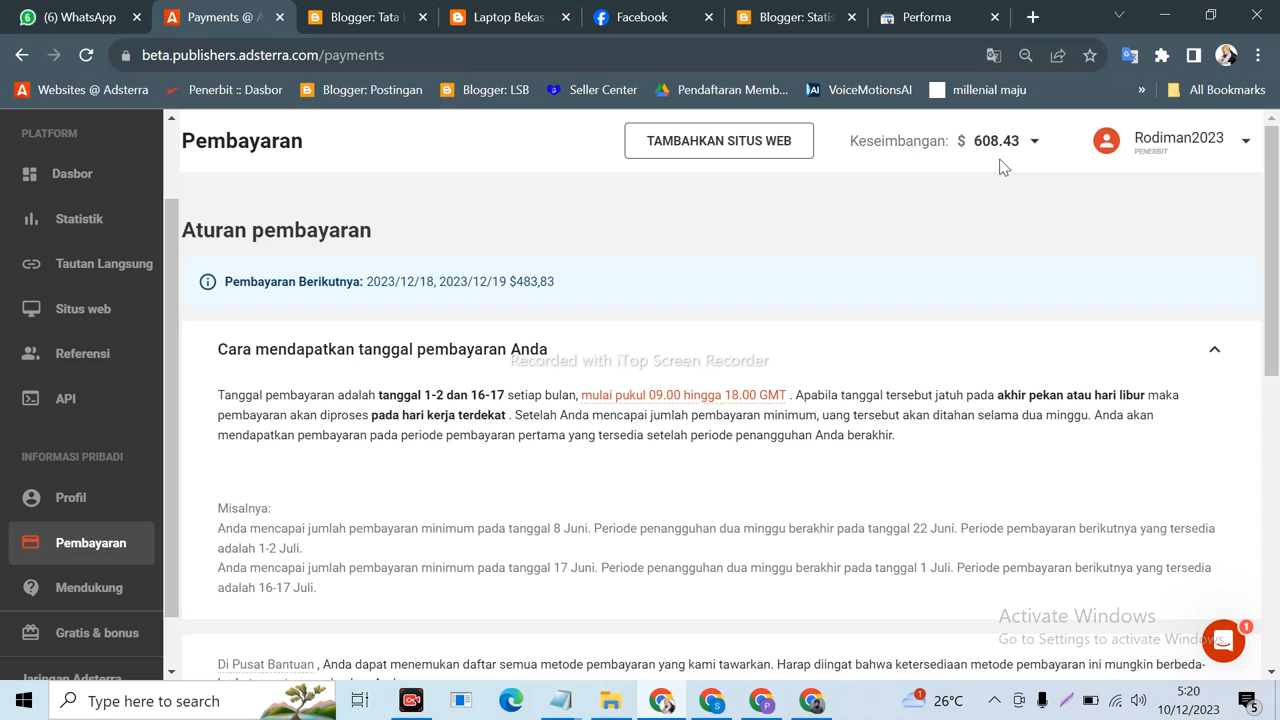 (6) WhatsApp
Payments @ A
Blogger: Tata l
Laptop Bekas
Facebook
Blogger: Statis
Performa
beta.publishers.adsterra.com/payments
Websites @ Adsterra
Penerbit :: Dasbor
Blogger: Postingan
Blogger: LSB
Seller Center
Pendaftaran Memb...
VoiceMotionsAI
millenial maju
»
All Bookmarks
PLATFORM
Dasbor
Statistik
Tautan Langsung
Situs web
Referensi
API
INFORMASI PRIBADI
Profil
Pembayaran
Mendukung
Gratis & bonus
Jaringan Adsterra
Pembayaran
TAMBAHKAN SITUS WEB
Keseimbangan: $ 608.43
Rodiman2023
PENERBIT
Aturan pembayaran
Pembayaran Berikutnya: 2023/12/18, 2023/12/19 $483,83
Cara mendapatkan tanggal pembayaran Anda
Recorded with iTop Screen Recorder
Tanggal pembayaran adalah tanggal 1-2 dan 16-17 setiap bulan, mulai pukul 09.00 hingga 18.00 GMT . Apabila tanggal tersebut jatuh pada akhir pekan atau hari libur maka
pembayaran akan diproses pada hari kerja terdekat . Setelah Anda mencapai jumlah pembayaran minimum, uang tersebut akan ditahan selama dua minggu. Anda akan
mendapatkan pembayaran pada periode pembayaran pertama yang tersedia setelah periode penangguhan Anda berakhir.
Misalnya:
Anda mencapai jumlah pembayaran minimum pada tanggal 8 Juni. Periode penangguhan dua minggu berakhir pada tanggal 22 Juni. Periode pembayaran berikutnya yang tersedia
adalah 1-2 Juli.
Anda mencapai jumlah pembayaran minimum pada tanggal 17 Juni. Periode penangguhan dua minggu berakhir pada tanggal 1 Juli. Periode pembayaran berikutnya yang tersedia
adalah 16-17 Juli.
Activate Windows
Go to Settings to activate Windows.
1
Di Pusat Bantuan , Anda dapat menemukan daftar semua metode pembayaran yang kami tawarkan. Harap diingat bahwa ketersediaan metode pembayaran ini mungkin berbeda-
Type here to search
1
26°C
5:20
10/12/2023
5